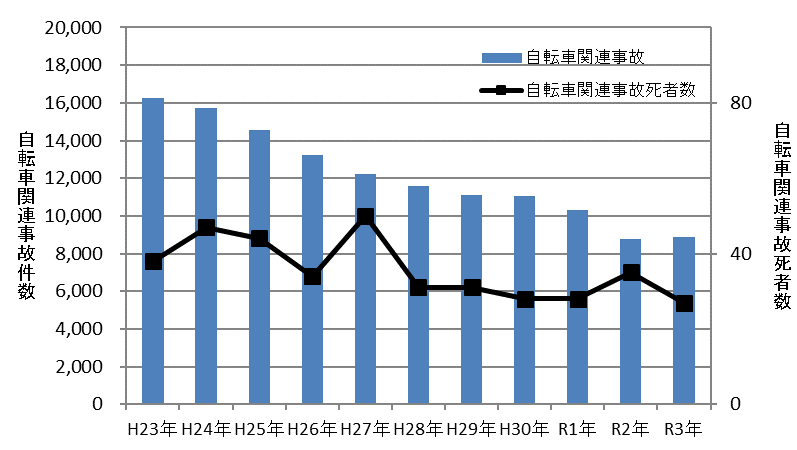 20,000
18,000
16,000
14,000
12,000
10,000
8,000
6,000
4,000
2,000
0
自転車関連事故件数
自転車関連事故
自転車関連事故死者数
80
40
0
自転車関連事故死者数
H23年 H24年 H25年 H26年 H27年 H28年 H29年 H30年 R1年 R2年 R3年